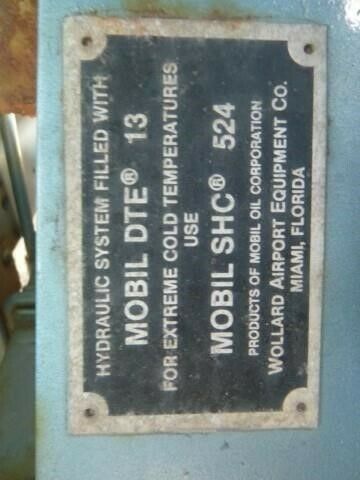 HYDRAULIC SYSTEM FILLED WITH
MOBIL DTE® 13
FOR EXTREME COLD TEMPERATURES
USE
MOBIL SHC® 524
PRODUCTS OF MOBIL OIL CORPORATION
WOLLARD AIRPORT EQUIPMENT CO.
MIAMI, FLORIDA